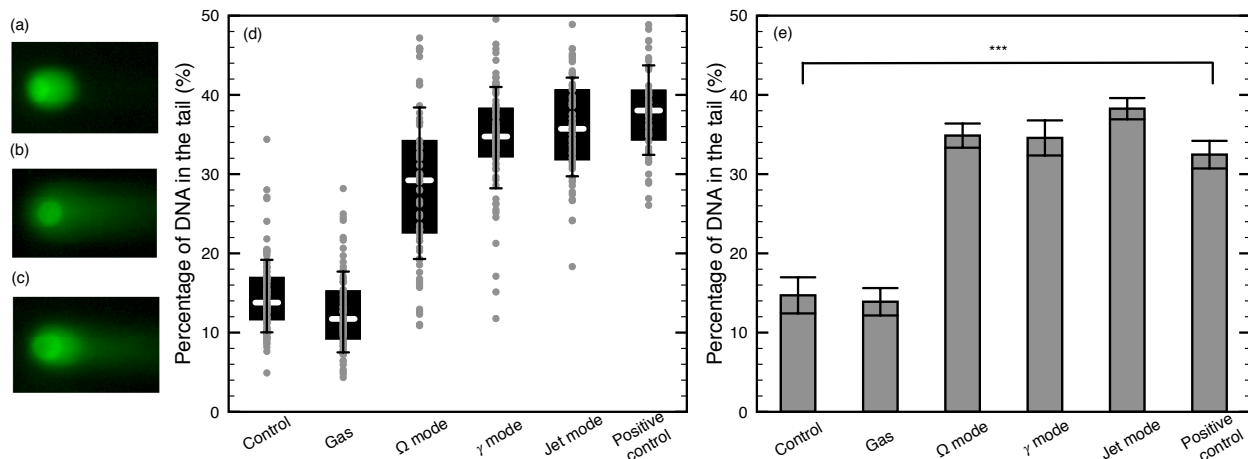 (a)
(b)
(c)
(d)
Percentage of DNA in the tail (%)
50
40
30
20
10
0
Control
Gas
Ω mode
γ mode
Jet mode
Positive
control
(e)
***
Percentage of DNA in the tail (%)
50
40
30
20
10
0
Control
Gas
Ω mode
γ mode
Jet mode
Positive
control